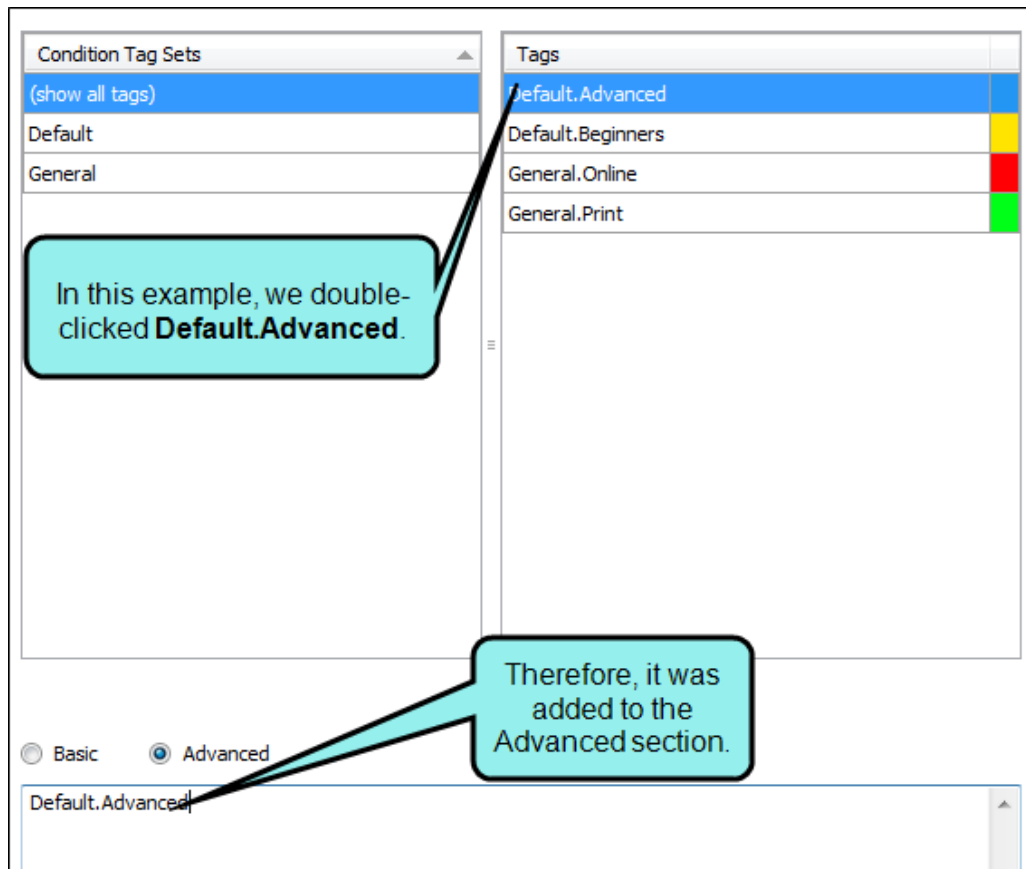 Condition Tag Sets
(show all tags)
Default
General
Tags
Default.Advanced
Default.Beginners
General.Online
General.Print
In this example, we double-
clicked Default.Advanced.
Therefore, it was
added to the
Advanced section.
Basic
Advanced
Default.Advanced